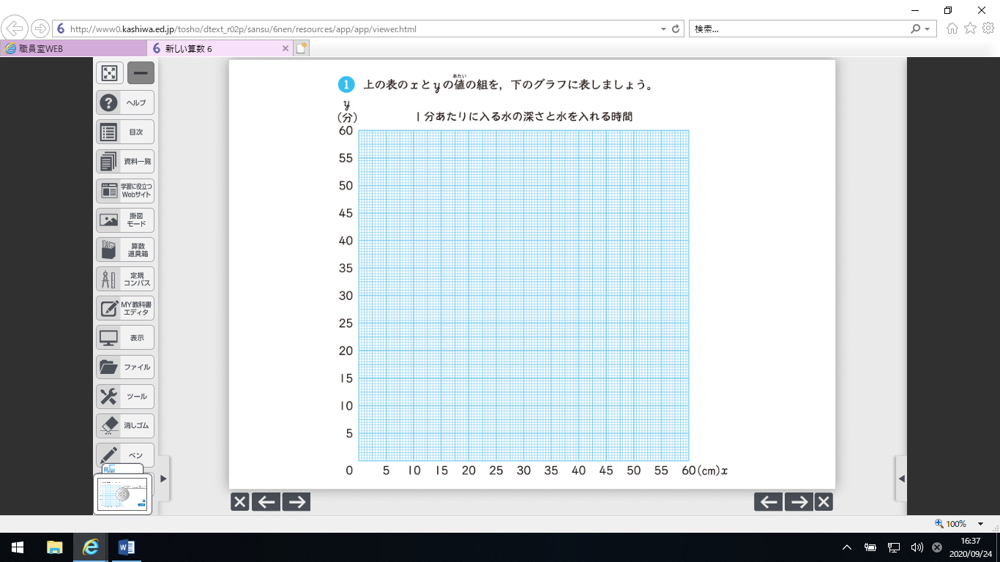 http://www0.kashiwa.ed.jp/tosho/dtext_r02p/sansu/6nen/resources/app/app/viewer.html
検索...
職員室WEB
新しい算数 6
ヘルプ
目次
資料一覧
学習に役立つ
Webサイト
掛図
モード
算数
道具箱
定規
コンパス
MY教科書
エディタ
表示
ファイル
ツール
消しゴム
ペン
1 上の表のxとyの値の組を，下のグラフに表しましょう。
あたい
y
(分)
1分あたりに入る水の深さと水を入れる時間
60
55
50
45
40
35
30
25
20
15
10
5
0 5 10 15 20 25 30 35 40 45 50 55 60(cm)x
100%
16:37
2020/09/24